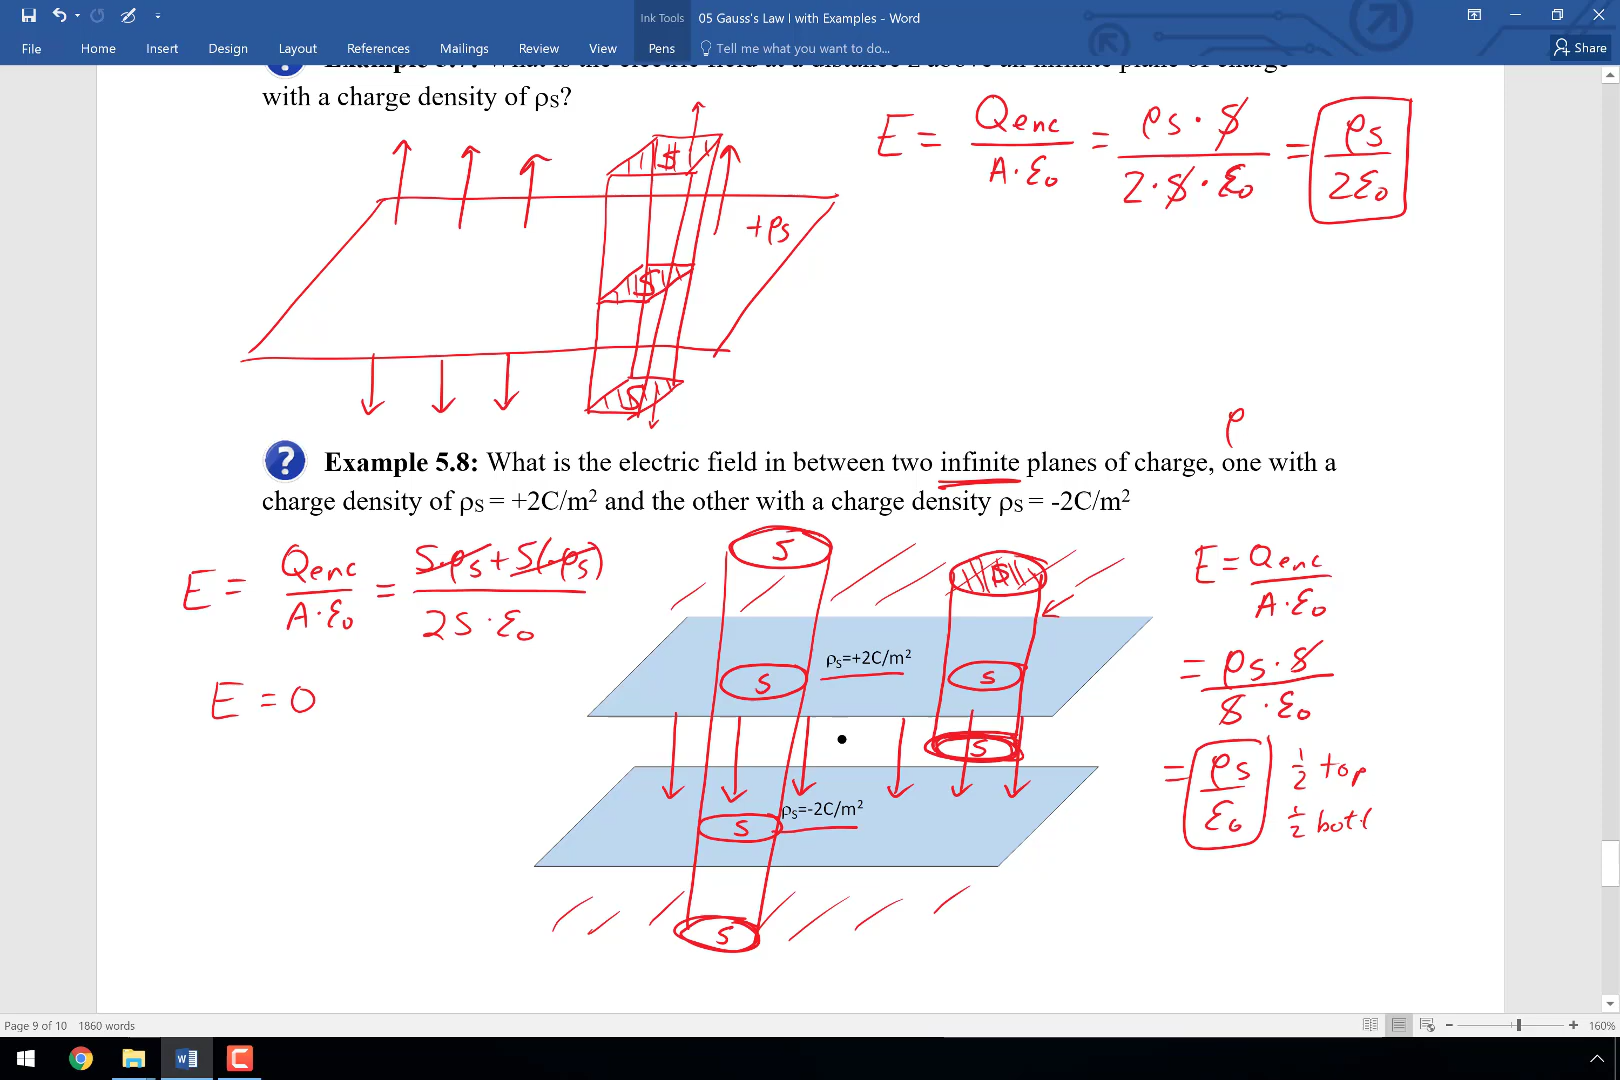 Ink Tools
05 Gauss's Law I with Examples - Word
File Home Insert Design Layout References Mailings Review View Pens Tell me what you want to do... Share
with a charge density of ρS?
E = Qenc / A·ε₀ = ρs·S / 2·S·ε₀ = ρs / 2ε₀
S
+ρs
S
S
ρ
Example 5.8: What is the electric field in between two infinite planes of charge, one with a
charge density of ρS = +2C/m² and the other with a charge density ρS = -2C/m²
E = Qenc / A·ε₀ = S·ρs + S(-ρs) / 2S·ε₀
E = 0
S
S
E = Qenc / A·ε₀
ρS=+2C/m²
S
S
= ρs·S / S·ε₀
S
= ρs / ε₀
½ top
ρS=-2C/m²
S
S
Page 9 of 10 1860 words
160%